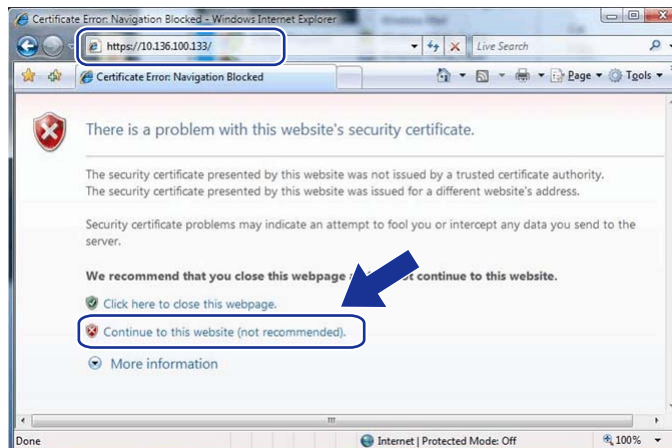 Certificate Error: Navigation Blocked - Windows Internet Explorer
https://10.136.100.133/
Live Search
Certificate Error: Navigation Blocked
Page
Tools
There is a problem with this website's security certificate.
The security certificate presented by this website was not issued by a trusted certificate authority.
The security certificate presented by this website was issued for a different website's address.
Security certificate problems may indicate an attempt to fool you or intercept any data you send to the
server.
We recommend that you close this webpage continue to this website.
Click here to close this webpage.
Continue to this website (not recommended).
More information
Done
Internet | Protected Mode: Off
100%